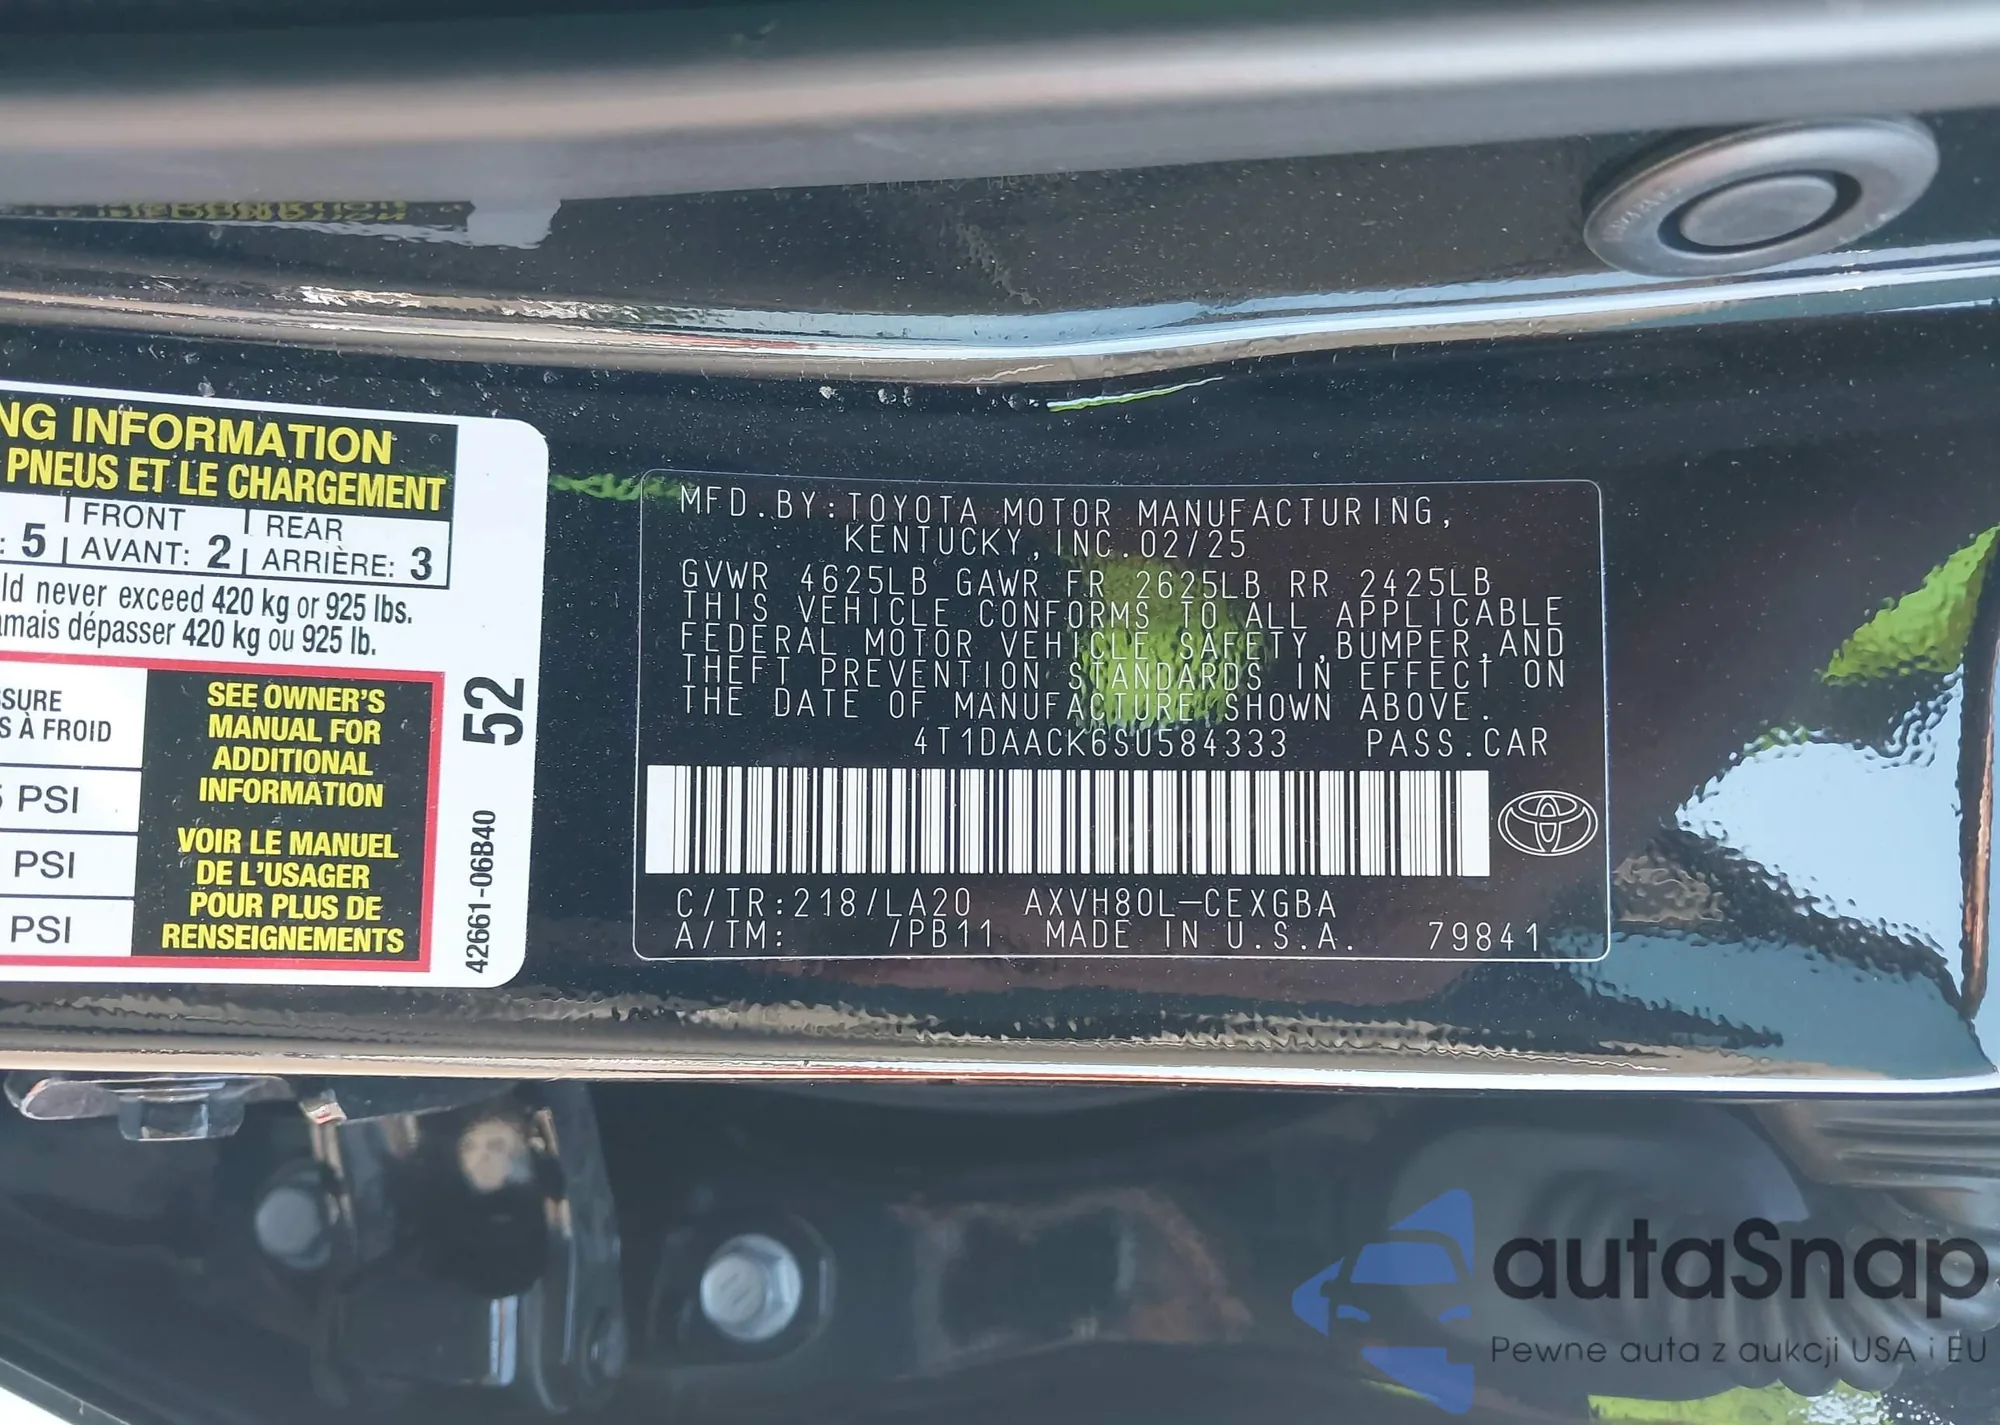 NG INFORMATION
PNEUS ET LE CHARGEMENT
: 5 | FRONT AVANT: 2 | REAR ARRIÈRE: 3
ld never exceed 420 kg or 925 lbs.
amais dépasser 420 kg ou 925 lb.
SSURE
S À FROID
PSI
PSI
PSI
SEE OWNER'S
MANUAL FOR
ADDITIONAL
INFORMATION
VOIR LE MANUEL
DE L'USAGER
POUR PLUS DE
RENSEIGNEMENTS
52
42661-06B40
MFD.BY:TOYOTA MOTOR MANUFACTURING,
KENTUCKY,INC.02/25
GVWR 4625LB GAWR FR 2625LB RR 2425LB
THIS VEHICLE CONFORMS TO ALL APPLICABLE
FEDERAL MOTOR VEHICLE SAFETY,BUMPER,AND
THEFT PREVENTION STANDARDS IN EFFECT ON
THE DATE OF MANUFACTURE SHOWN ABOVE.
4T1DAACK6SU584333 PASS.CAR
C/TR:218/LA20 AXVH80L-CEXGBA
A/TM: /PB11 MADE IN U.S.A. 79841
autaSnap
Pewne auta z aukcji USA i EU